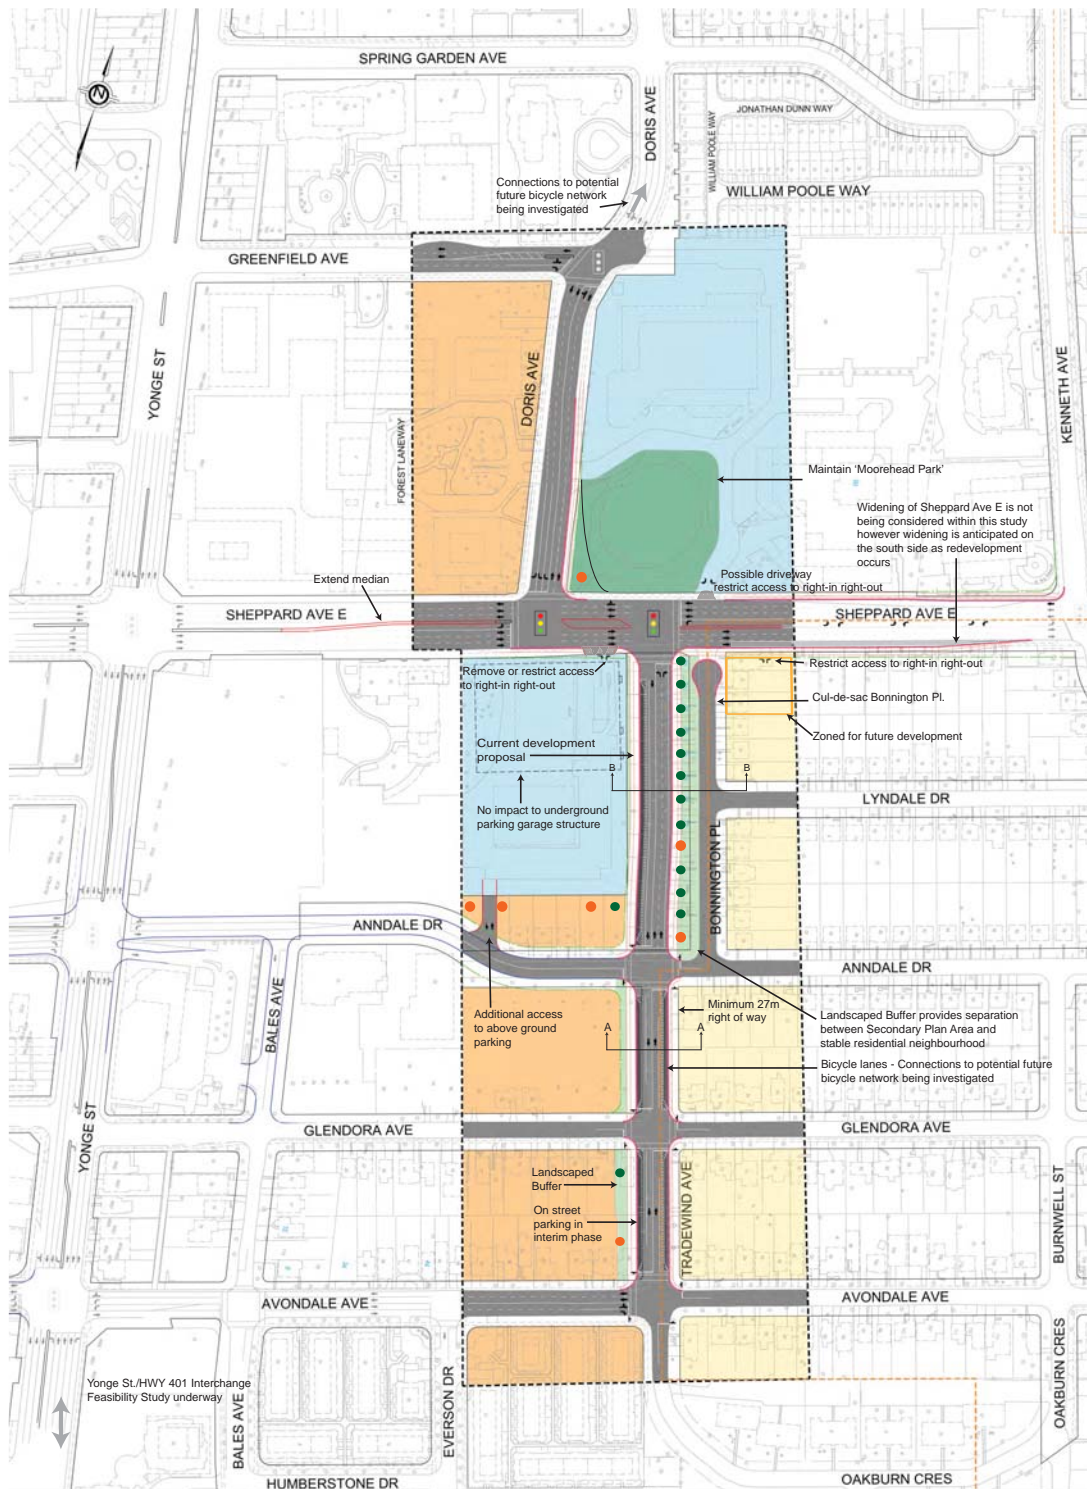 SPRING GARDEN AVE
N
DORIS AVE
WILLIAM POOLE WAY
JONATHAN DUNN WAY
WILLIAM POOLE WAY
Connections to potential
future bicycle network
being investigated
GREENFIELD AVE
YONGE ST
FOREST LANEWAY
DORIS AVE
KENNETH AVE
Maintain ‘Moorehead Park’
Widening of Sheppard Ave E is not
being considered within this study
however widening is anticipated on
the south side as redevelopment
occurs
Extend median
Possible driveway
restrict access to right-in right-out
SHEPPARD AVE E
SHEPPARD AVE E
Remove or restrict access
to right-in right-out
Restrict access to right-in right-out
Cul-de-sac Bonnington Pl.
Zoned for future development
Current development
proposal
B
B
No impact to underground
parking garage structure
LYNDALE DR
BONNINGTON PL
ANNDALE DR
ANNDALE DR
BALES AVE
Additional access
to above ground
parking
Minimum 27m
right of way
A
A
Landscaped Buffer provides separation
between Secondary Plan Area and
stable residential neighbourhood
Bicycle lanes - Connections to potential future
bicycle network being investigated
YONGE ST
GLENDORA AVE
GLENDORA AVE
Landscaped
Buffer
On street
parking in
interim phase
TRADEWIND AVE
BURNWELL ST
AVONDALE AVE
AVONDALE AVE
Yonge St./HWY 401 Interchange
Feasibility Study underway
BALES AVE
EVERSON DR
OAKBURN CRES
HUMBERSTONE DR
OAKBURN CRES